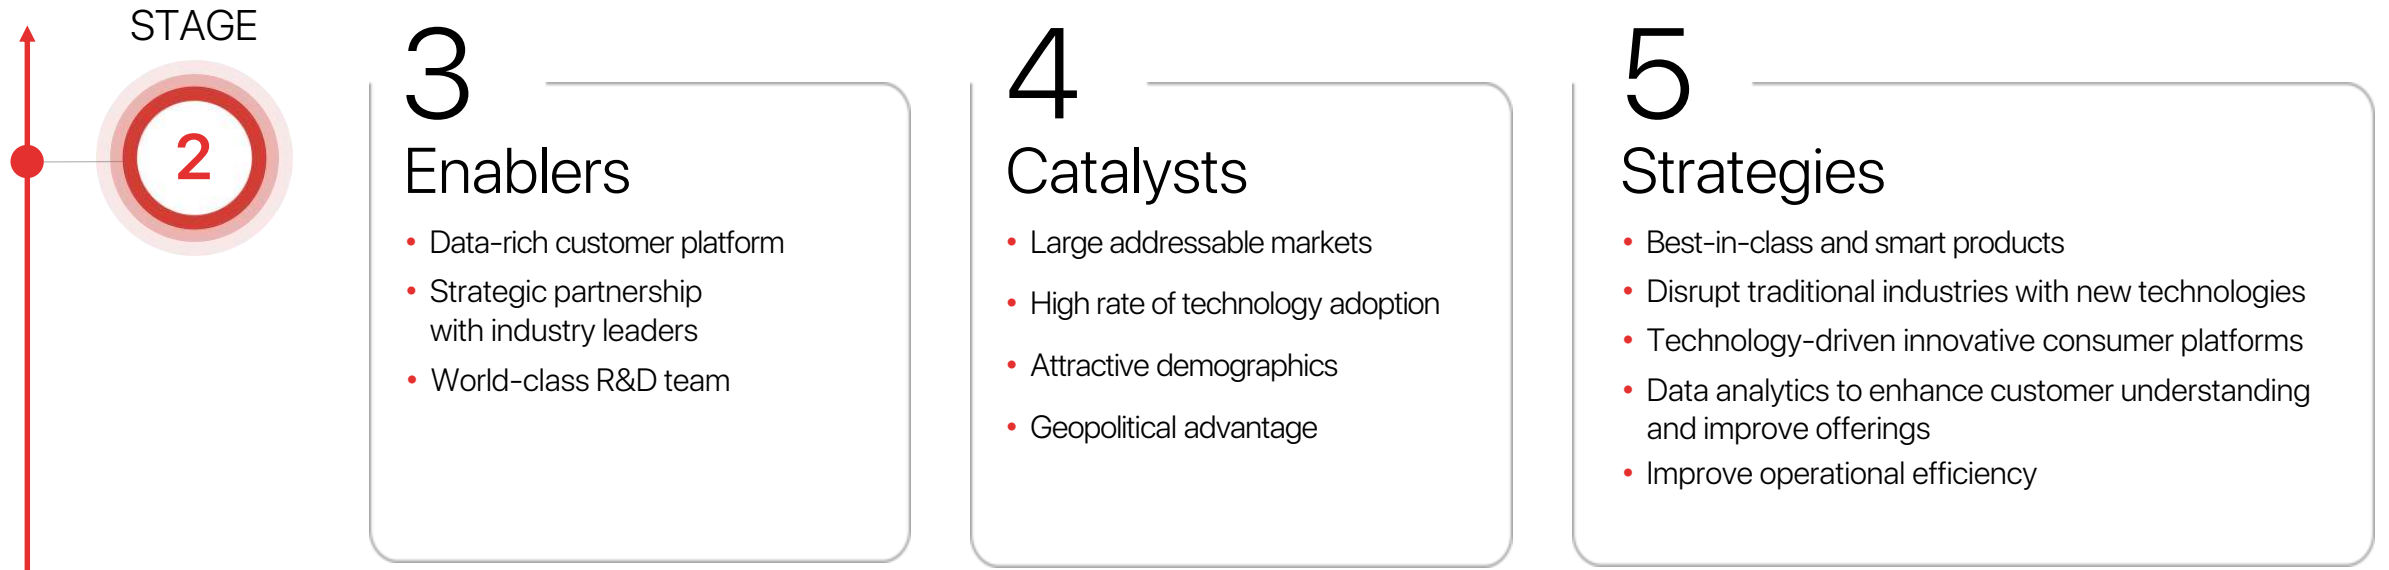 STAGE
2
3
Enablers
• Data-rich customer platform
• Strategic partnership
with industry leaders
• World-class R&D team
4
Catalysts
• Large addressable markets
• High rate of technology adoption
• Attractive demographics
• Geopolitical advantage
5
Strategies
• Best-in-class and smart products
• Disrupt traditional industries with new technologies
• Technology-driven innovative consumer platforms
• Data analytics to enhance customer understanding
and improve offerings
• Improve operational efficiency